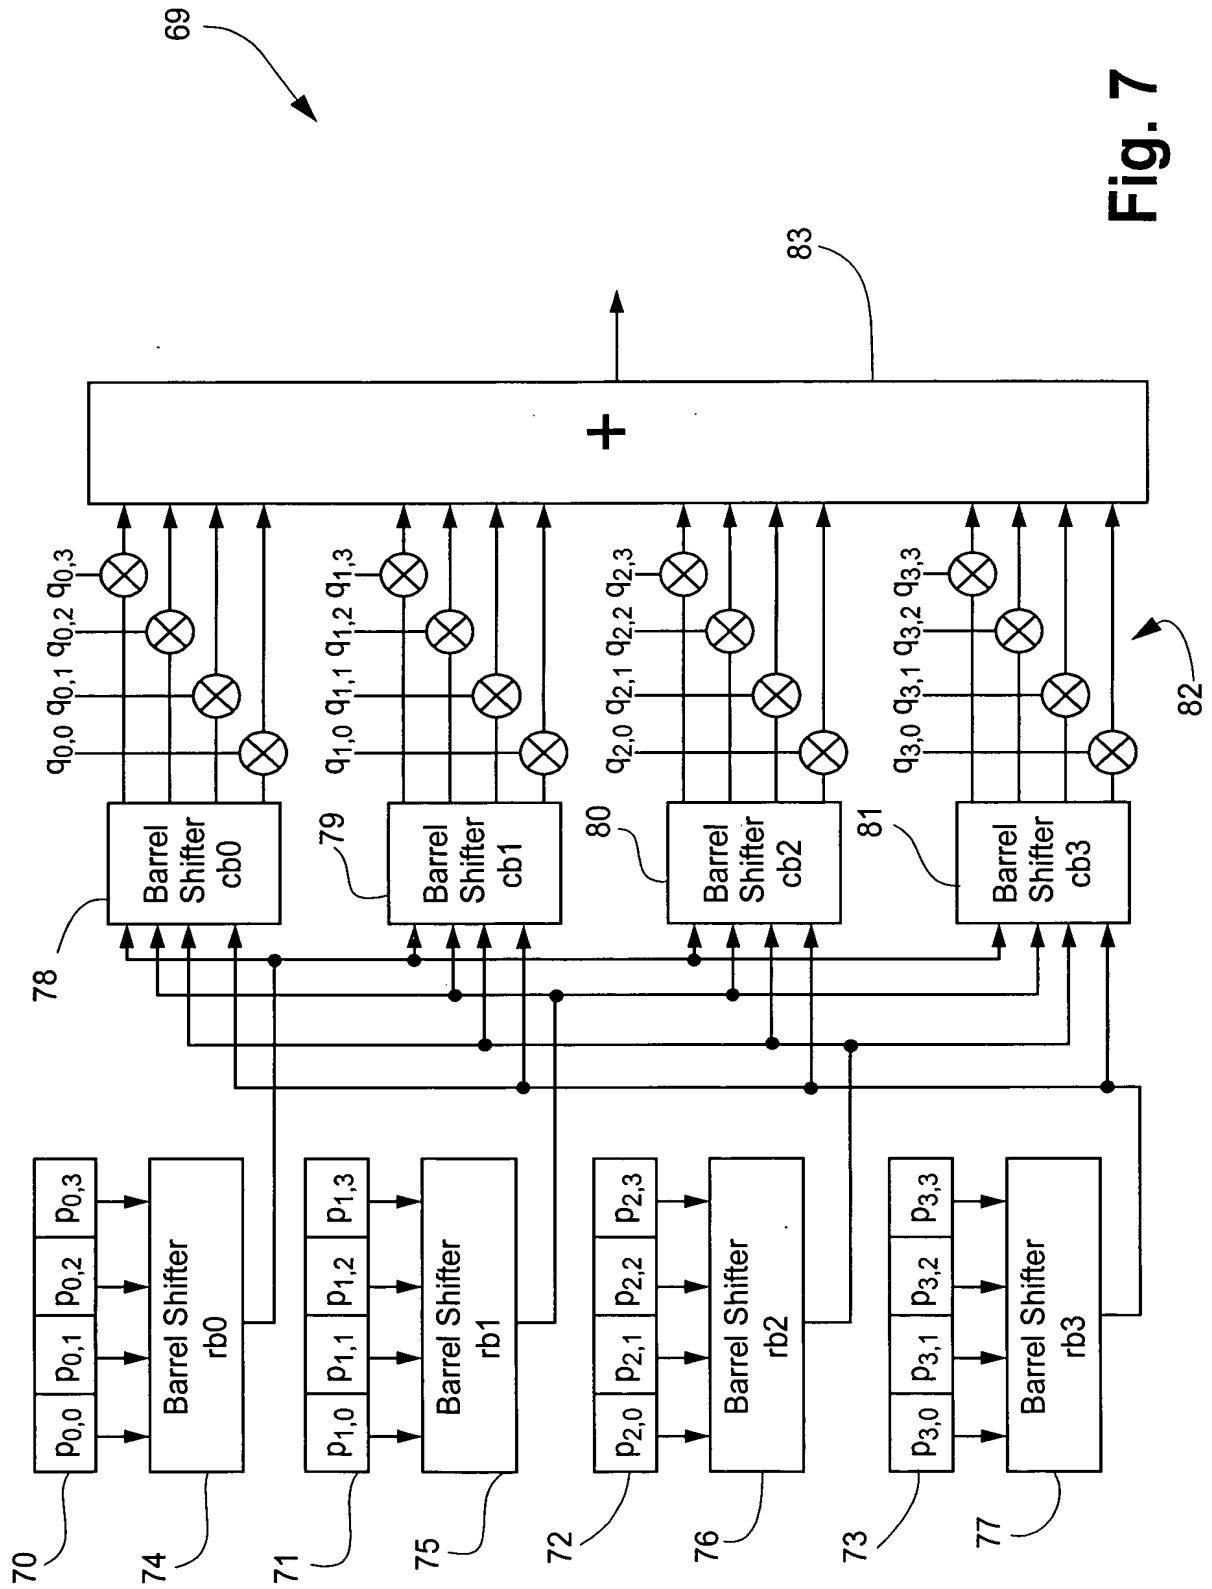 69
70
p0,0 p0,1 p0,2 p0,3
74
Barrel Shifter
rb0
71
p1,0 p1,1 p1,2 p1,3
75
Barrel Shifter
rb1
72
p2,0 p2,1 p2,2 p2,3
76
Barrel Shifter
rb2
73
p3,0 p3,1 p3,2 p3,3
77
Barrel Shifter
rb3
78
Barrel
Shifter
cb0
q0,0 q0,1 q0,2 q0,3
79
Barrel
Shifter
cb1
q1,0 q1,1 q1,2 q1,3
80
Barrel
Shifter
cb2
q2,0 q2,1 q2,2 q2,3
81
Barrel
Shifter
cb3
q3,0 q3,1 q3,2 q3,3
82
+
83
Fig. 7